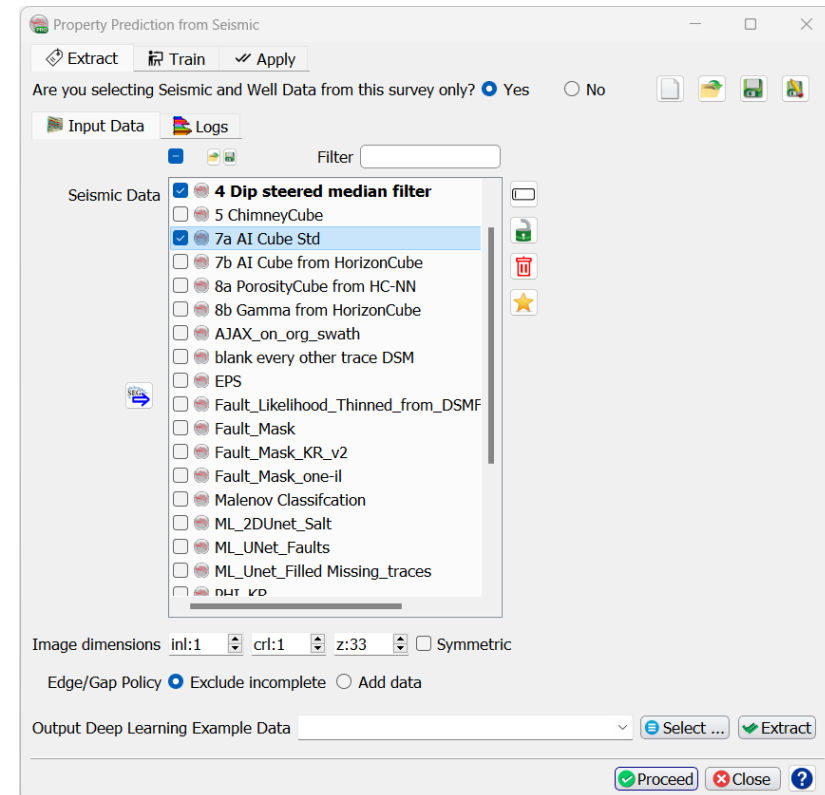 Property Prediction from Seismic
Extract Train Apply
Are you selecting Seismic and Well Data from this survey only? Yes No
Input Data Logs
Filter
Seismic Data
4 Dip steered median filter
5 ChimneyCube
7a AI Cube Std
7b AI Cube from HorizonCube
8a PorosityCube from HC-NN
8b Gamma from HorizonCube
AJAX_on_org_swath
blank every other trace DSM
EPS
Fault_Likelihood_Thinned_from_DSMF
Fault_Mask
Fault_Mask_KR_v2
Fault_Mask_one-il
Malenov Classifcation
ML_2DUnet_Salt
ML_UNet_Faults
ML_Unet_Filled Missing_traces
PHI_KR
Image dimensions inl:1 crl:1 z:33 Symmetric
Edge/Gap Policy Exclude incomplete Add data
Output Deep Learning Example Data Select ... Extract
Proceed Close ?